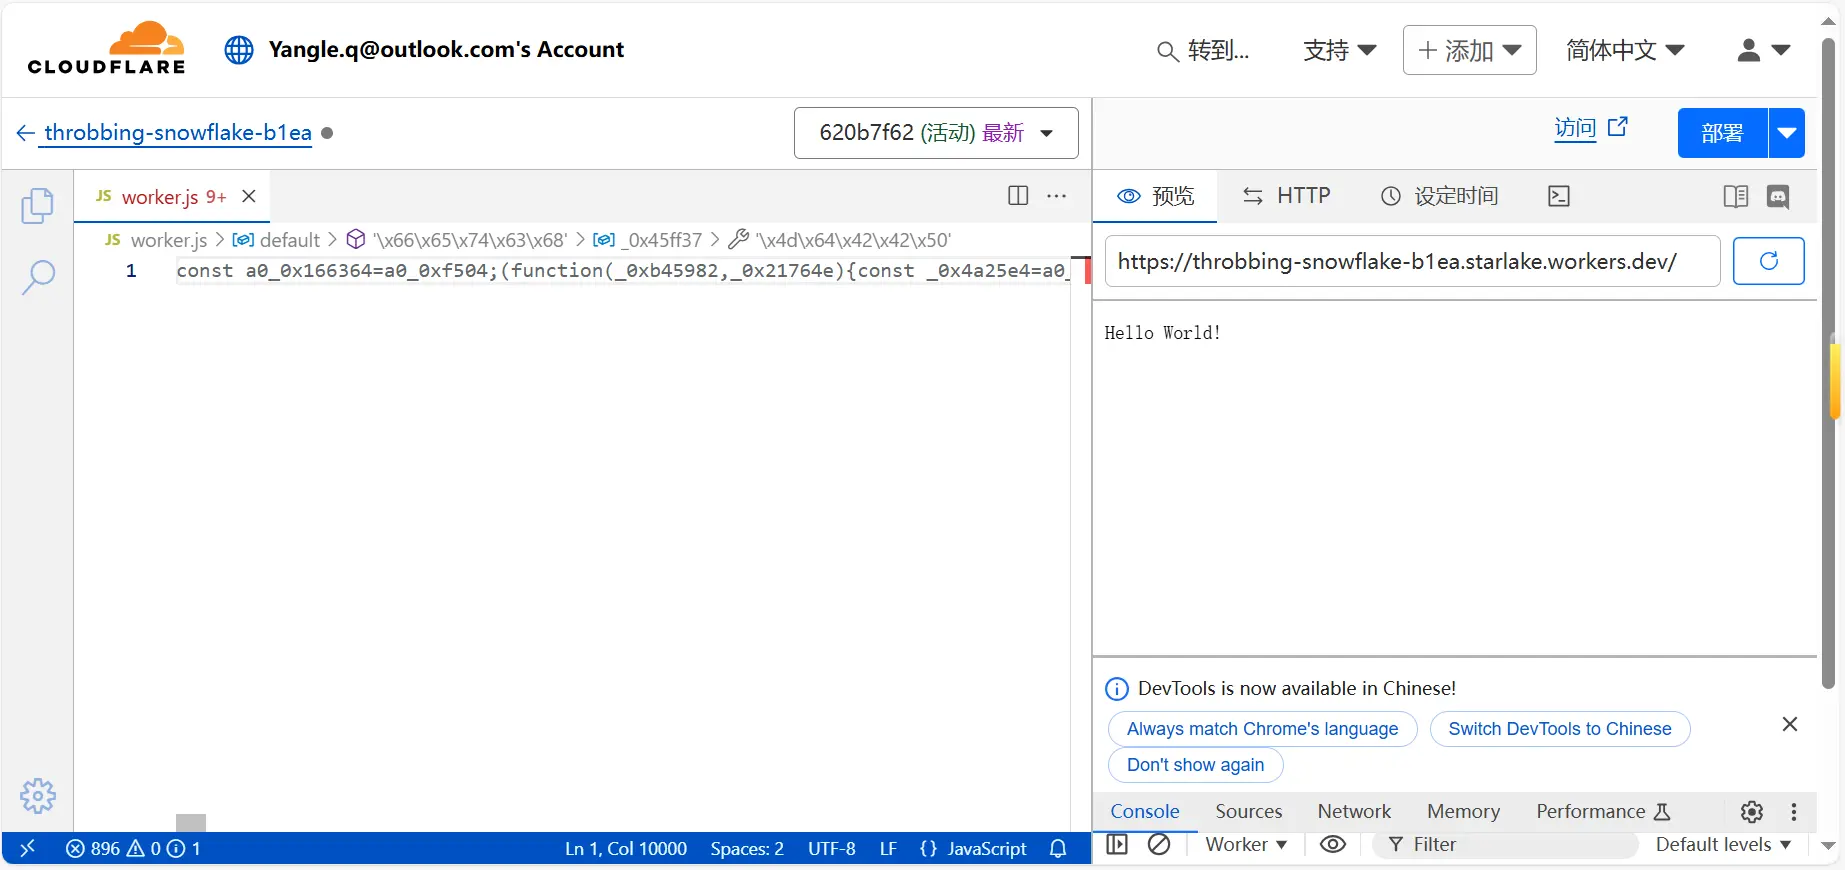 CLOUDFLARE
Yangle.q@outlook.com's Account
转到...
支持
添加
简体中文
throbbing-snowflake-b1ea
620b7f62 (活动) 最新
访问
部署
JS worker.js 9+
预览
HTTP
设定时间
JS worker.js > default > '\x66\x65\x74\x63\x68' > _0x45ff37 > '\x4d\x64\x42\x42\x50'
1 const a0_0x166364=a0_0xf504;(function(_0xb45982,_0x21764e){const _0x4a25e4=a0_
https://throbbing-snowflake-b1ea.starlake.workers.dev/
Hello World!
DevTools is now available in Chinese!
Always match Chrome's language
Switch DevTools to Chinese
Don't show again
Console
Sources
Network
Memory
Performance
Worker
Filter
Default levels
896
0
1
Ln 1, Col 10000
Spaces: 2
UTF-8
LF
{} JavaScript